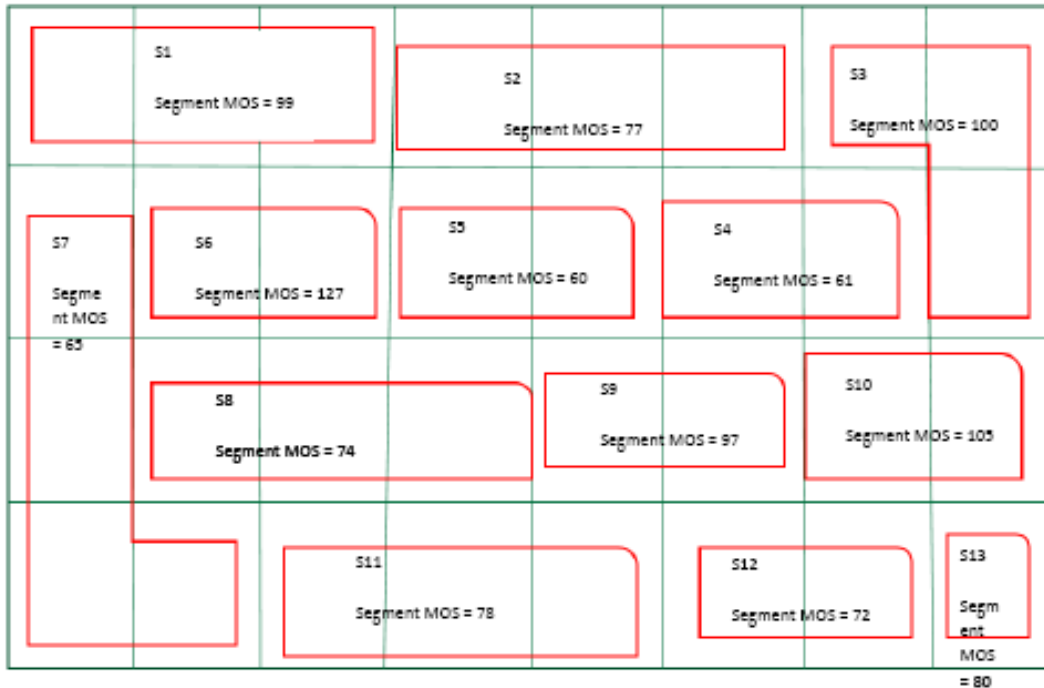 S1
Segment MOS = 99
S2
Segment MOS = 77
S3
Segment MOS = 100
S7
Segme
nt MOS
= 65
S6
Segment MOS = 127
S5
Segment MOS = 60
S4
Segment MOS = 61
S8
Segment MOS = 74
S9
Segment MOS = 97
S10
Segment MOS = 105
S11
Segment MOS = 78
S12
Segment MOS = 72
S13
Segm
ent
MOS
= 80